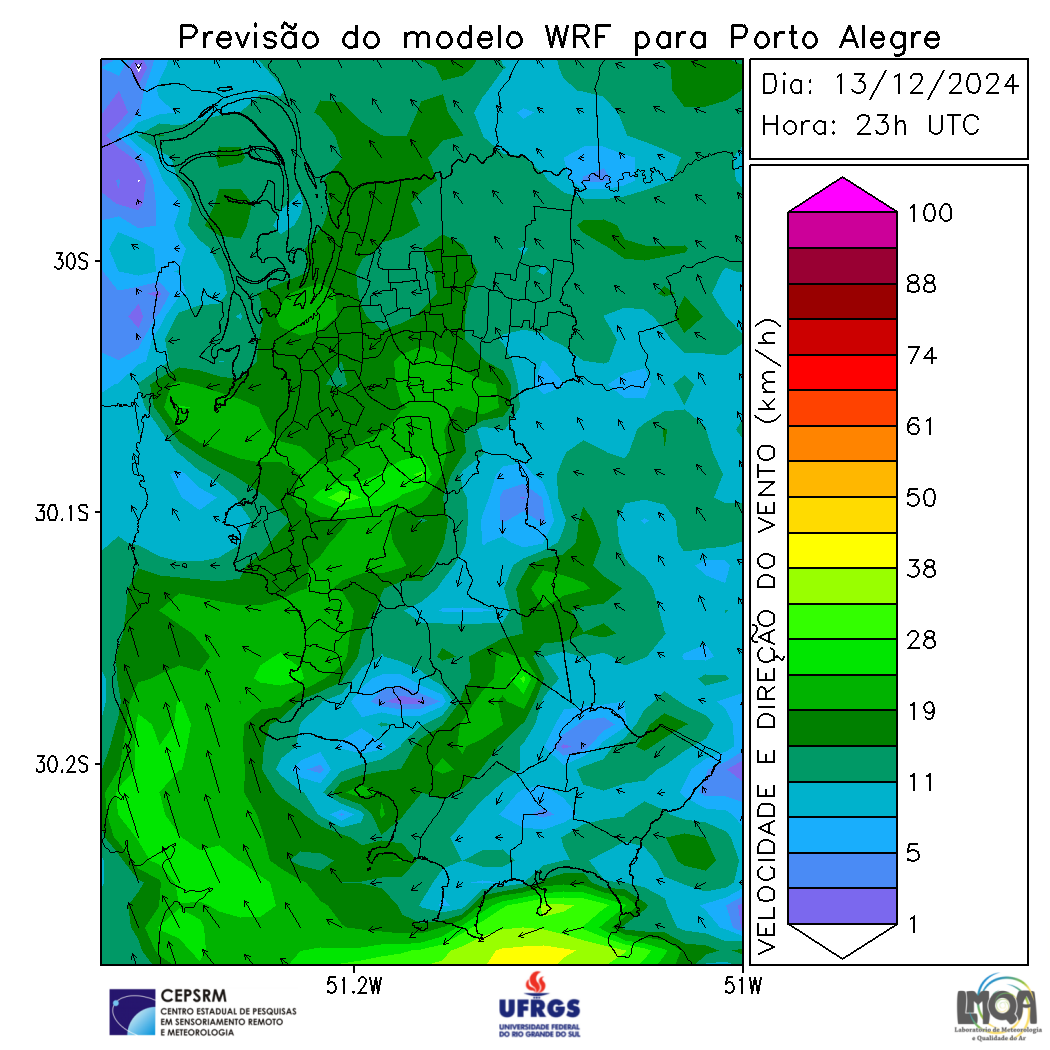 Previsão do modelo WRF para Porto Alegre
Dia: 13/12/2024
Hora: 23h UTC
30S
30.1S
30.2S
51.2W
51W
VELOCIDADE E DIREÇÃO DO VENTO (km/h)
100
88
74
61
50
38
28
19
11
5
1
CEPSRM
CENTRO ESTADUAL DE PESQUISAS
EM SENSORIAMENTO REMOTO
E METEOROLOGIA
UFRGS
UNIVERSIDADE FEDERAL
DO RIO GRANDE DO SUL
LMQA
Laboratório de Meteorologia
e Qualidade do Ar